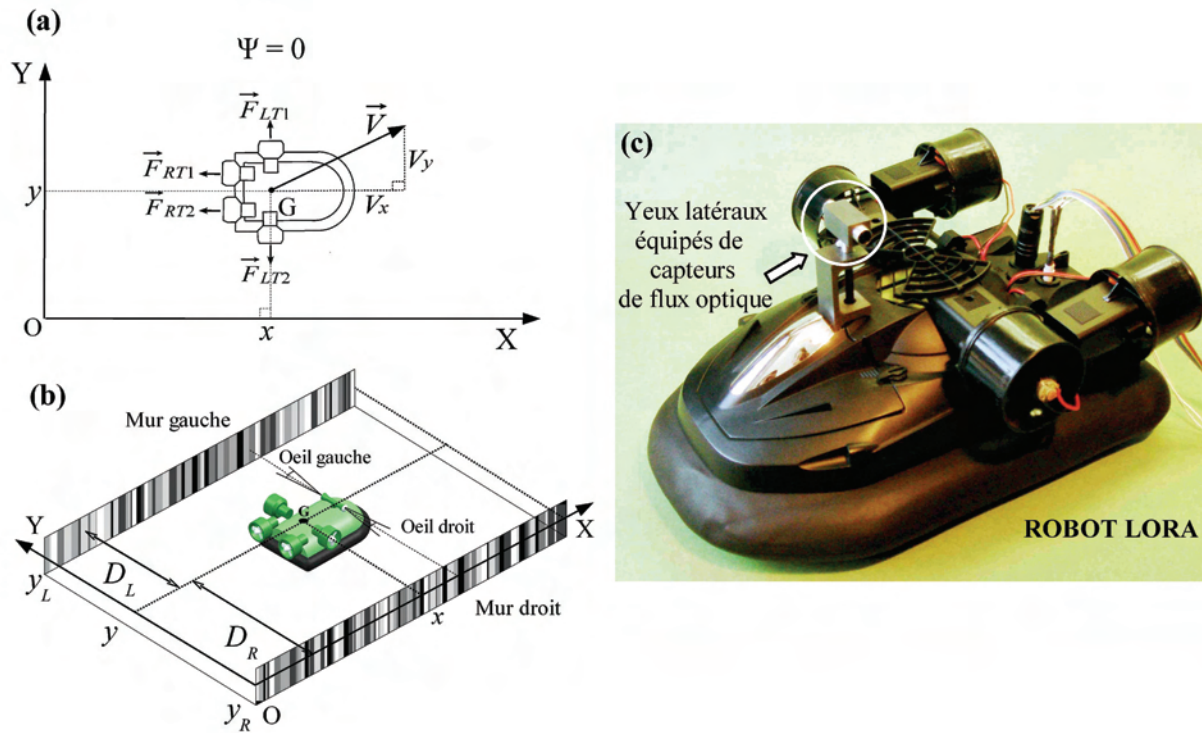 (a)
Ψ = 0
Y
F_LT1
V
F_RT1
V_y
y
F_RT2
G
V_x
F_LT2
O
x
X
(b)
Mur gauche
Oeil gauche
Y
G
Oeil droit
X
y_L
D_L
Mur droit
x
y
D_R
y_R
O
(c)
Yeux latéraux
équipés de
capteurs
de flux optique
ROBOT LORA